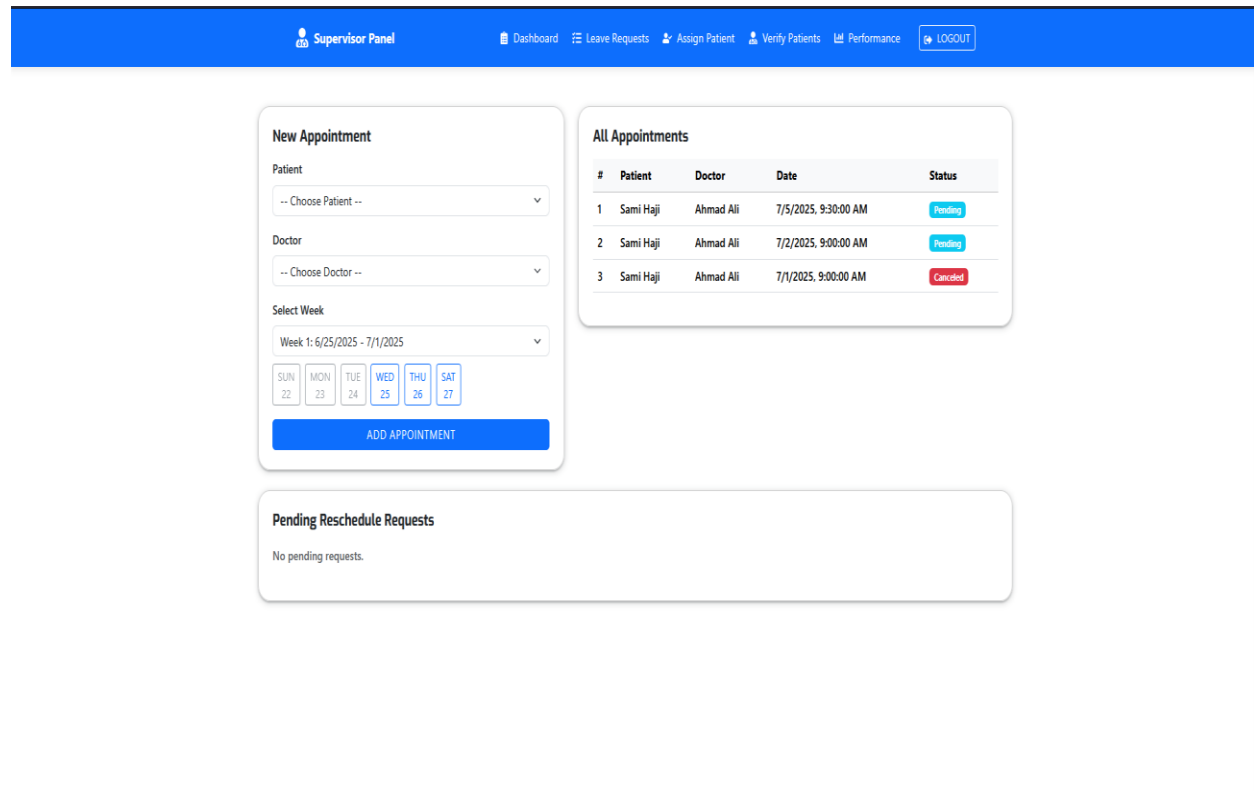 Supervisor Panel
Dashboard
Leave Requests
Assign Patient
Verify Patients
Performance
LOGOUT
New Appointment
Patient
-- Choose Patient --
Doctor
-- Choose Doctor --
Select Week
Week 1: 6/25/2025 - 7/1/2025
SUN MON TUE WED THU SAT
22 23 24 25 26 27
ADD APPOINTMENT
All Appointments
# Patient Doctor Date Status
1 Sami Haji Ahmad Ali 7/5/2025, 9:30:00 AM Pending
2 Sami Haji Ahmad Ali 7/2/2025, 9:00:00 AM Pending
3 Sami Haji Ahmad Ali 7/1/2025, 9:00:00 AM Canceled
Pending Reschedule Requests
No pending requests.